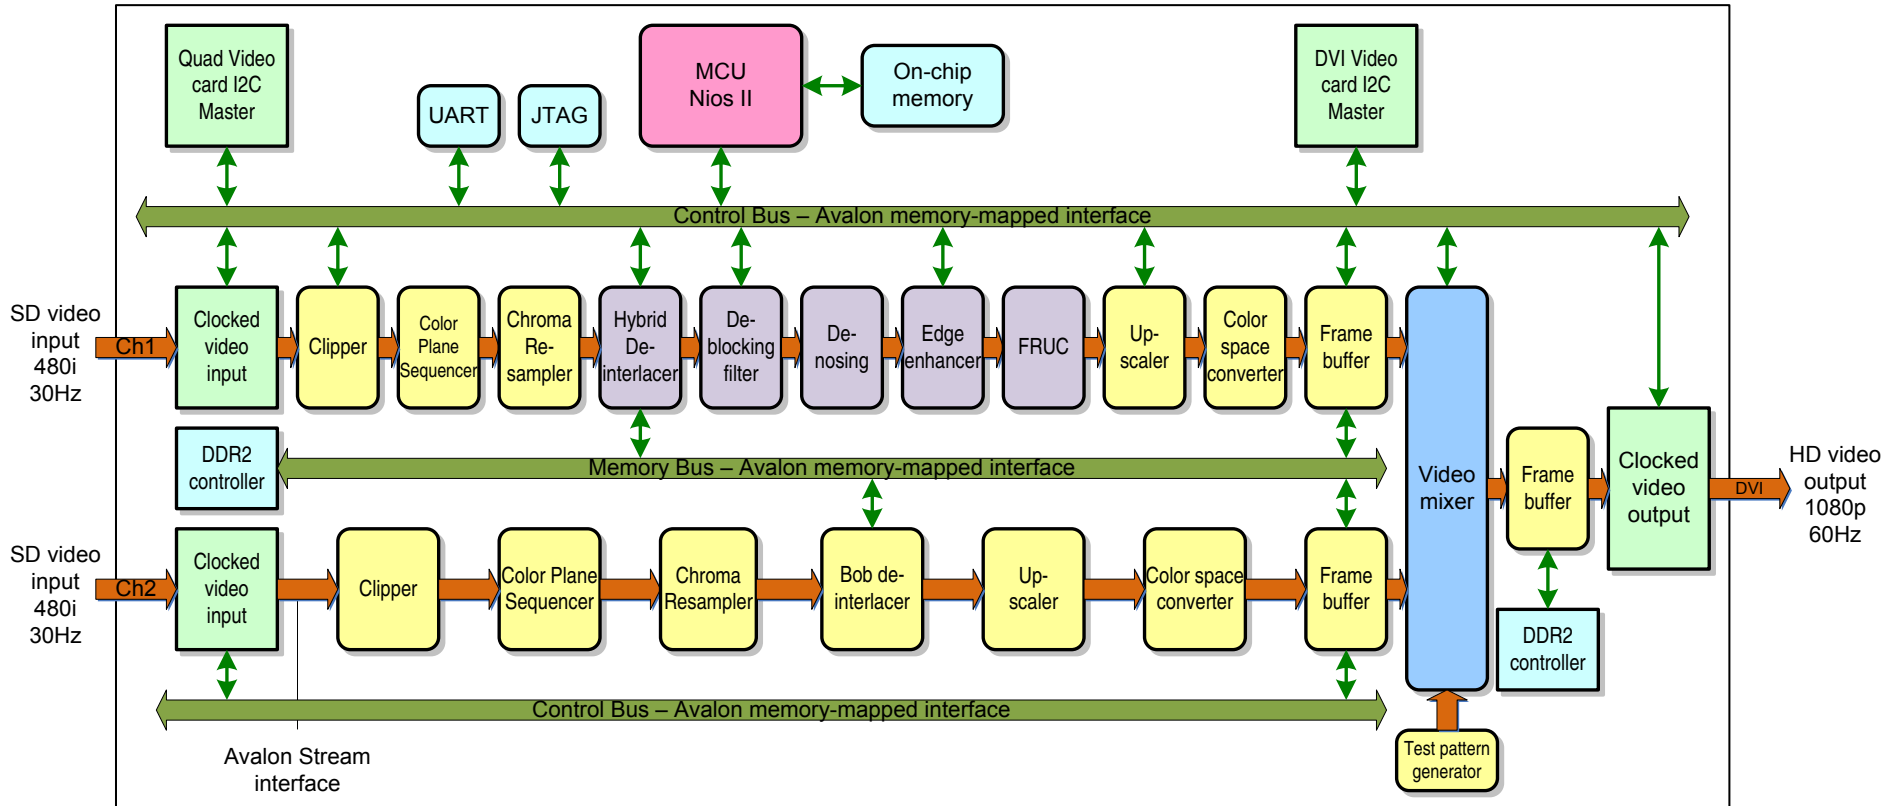 Quad Video
card I2C
Master
UART
JTAG
MCU
Nios II
On-chip
memory
DVI Video
card I2C
Master
Control Bus – Avalon memory-mapped interface
SD video
input
480i
30Hz
Ch1
Clocked
video
input
Clipper
Color
Plane
Sequencer
Chroma
Re-
sampler
Hybrid
De-
interlacer
De-
blocking
filter
De-
nosing
Edge
enhancer
FRUC
Up-
scaler
Color
space
converter
Frame
buffer
DDR2
controller
Memory Bus – Avalon memory-mapped interface
Video
mixer
Frame
buffer
Clocked
video
output
DVI
HD video
output
1080p
60Hz
SD video
input
480i
30Hz
Ch2
Clocked
video
input
Clipper
Color Plane
Sequencer
Chroma
Resampler
Bob de-
interlacer
Up-
scaler
Color space
converter
Frame
buffer
DDR2
controller
Control Bus – Avalon memory-mapped interface
Avalon Stream
interface
Test pattern
generator